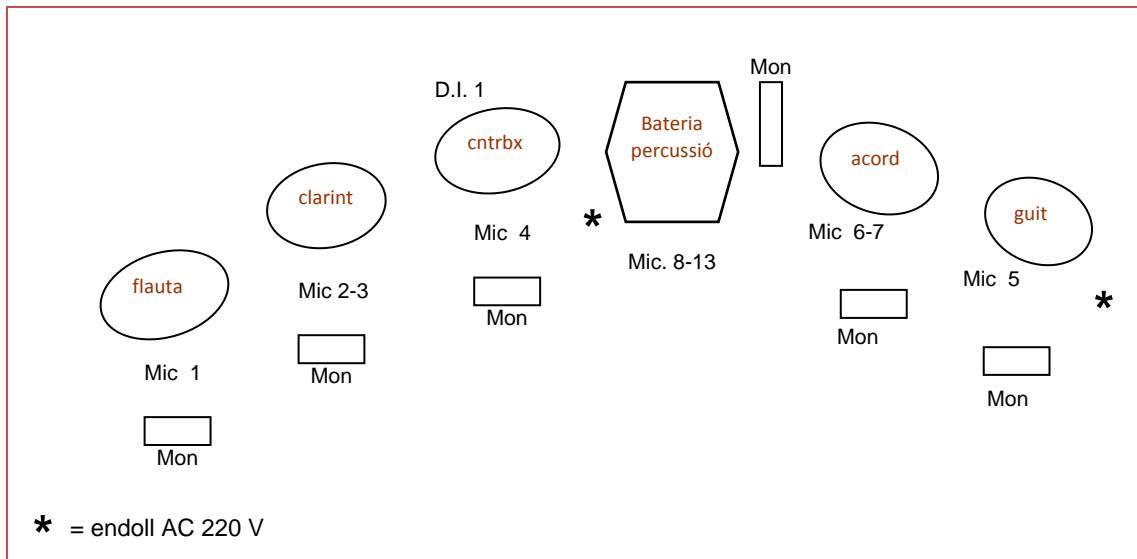 Mon
D.I. 1
cntrbx
Bateria
percussió
acord
clarint
guit
Mic 4
*
Mic 6-7
Mic. 8-13
flauta
Mic 2-3
Mic 5
*
Mon
Mon
Mon
Mic 1
Mon
Mon
* = endoll AC 220 V